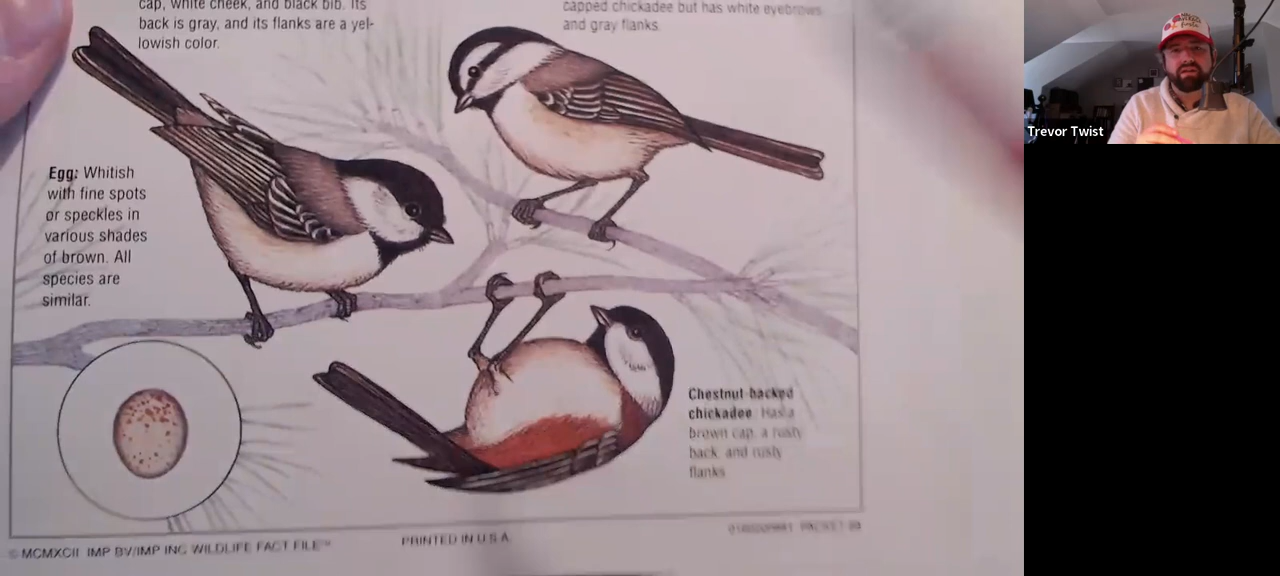 cap, white cheek, and black bib. Its
back is gray, and its flanks are a yel-
lowish color.
capped chickadee but has white eyebrows
and gray flanks.
Egg: Whitish
with fine spots
or speckles in
various shades
of brown. All
species are
similar.
Chestnut-backed
chickadee: Has a
brown cap, a rusty
back, and rusty
flanks.
© MCMXCII IMP BV/IMP INC WILDLIFE FACT FILE™
PRINTED IN U.S.A.
Trevor Twist